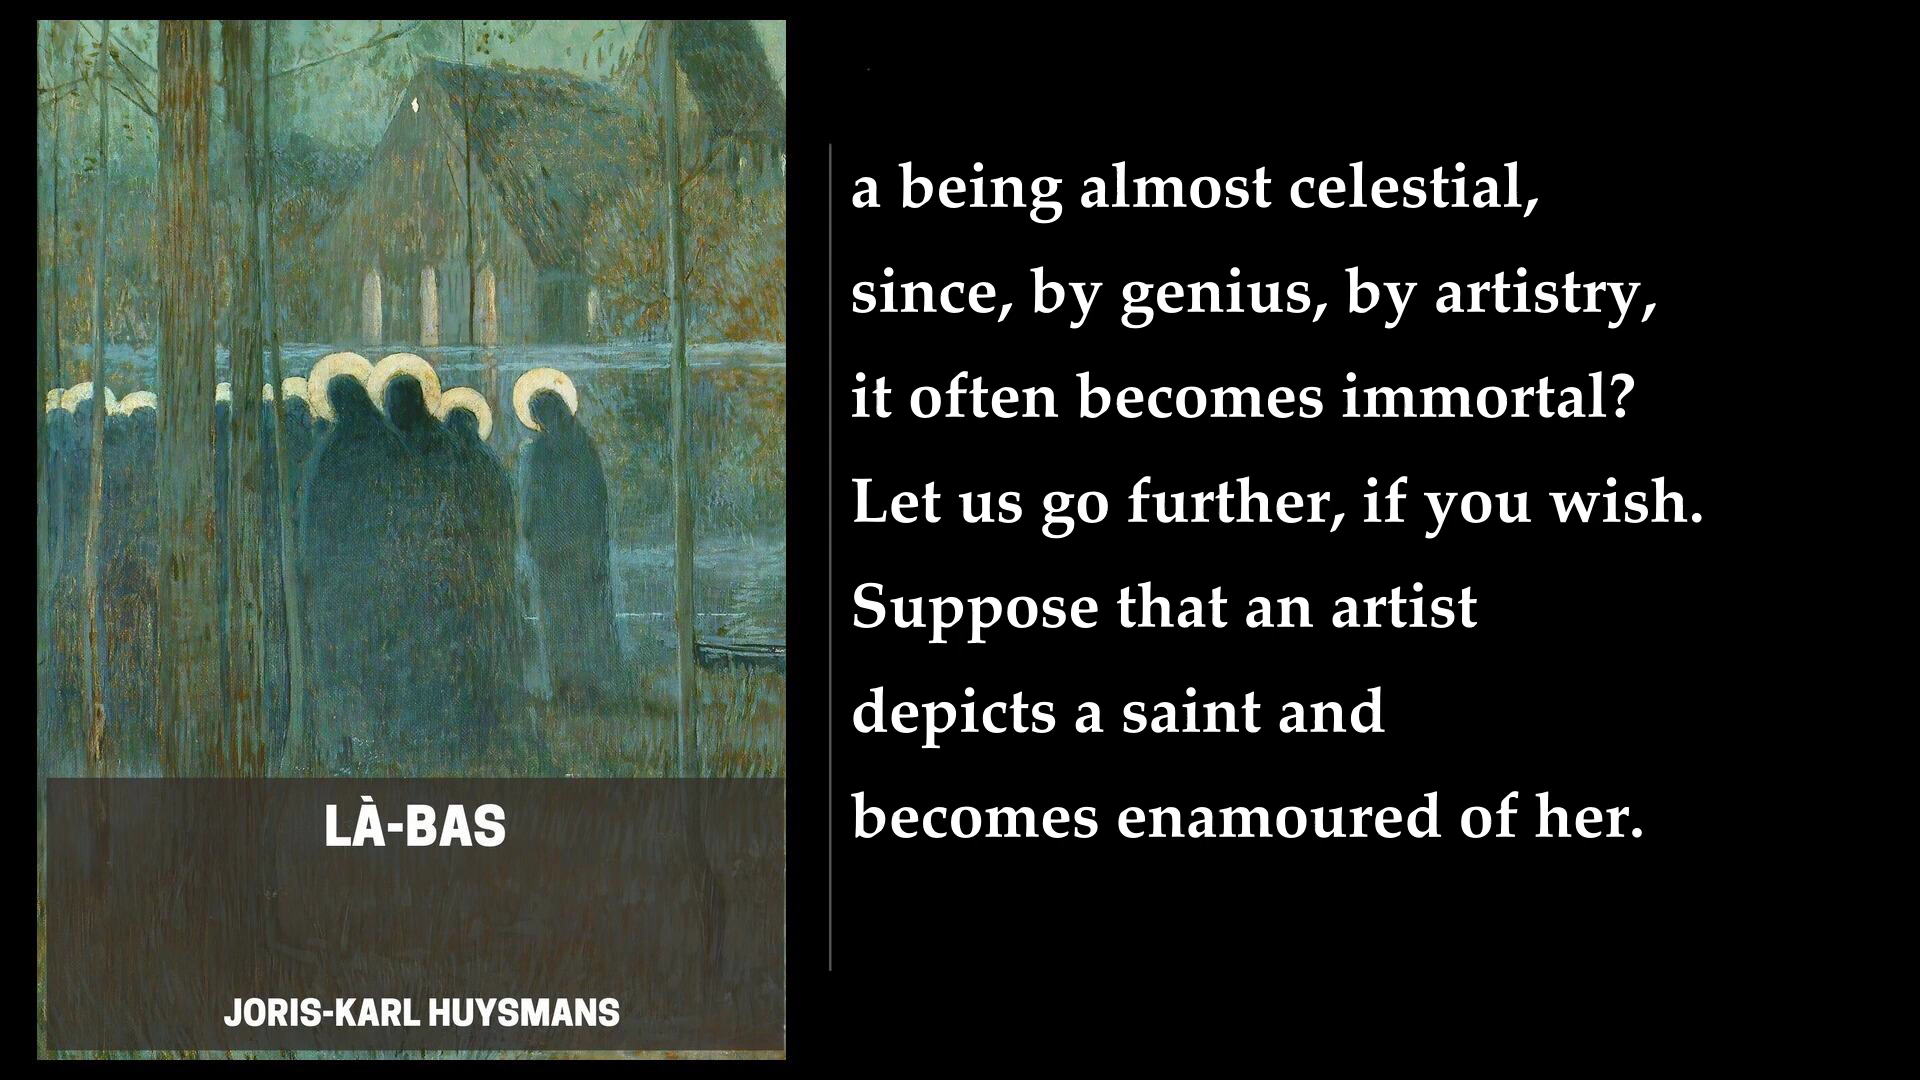 LÀ-BAS
JORIS-KARL HUYSMANS
a being almost celestial,
since, by genius, by artistry,
it often becomes immortal?
Let us go further, if you wish.
Suppose that an artist
depicts a saint and
becomes enamoured of her.